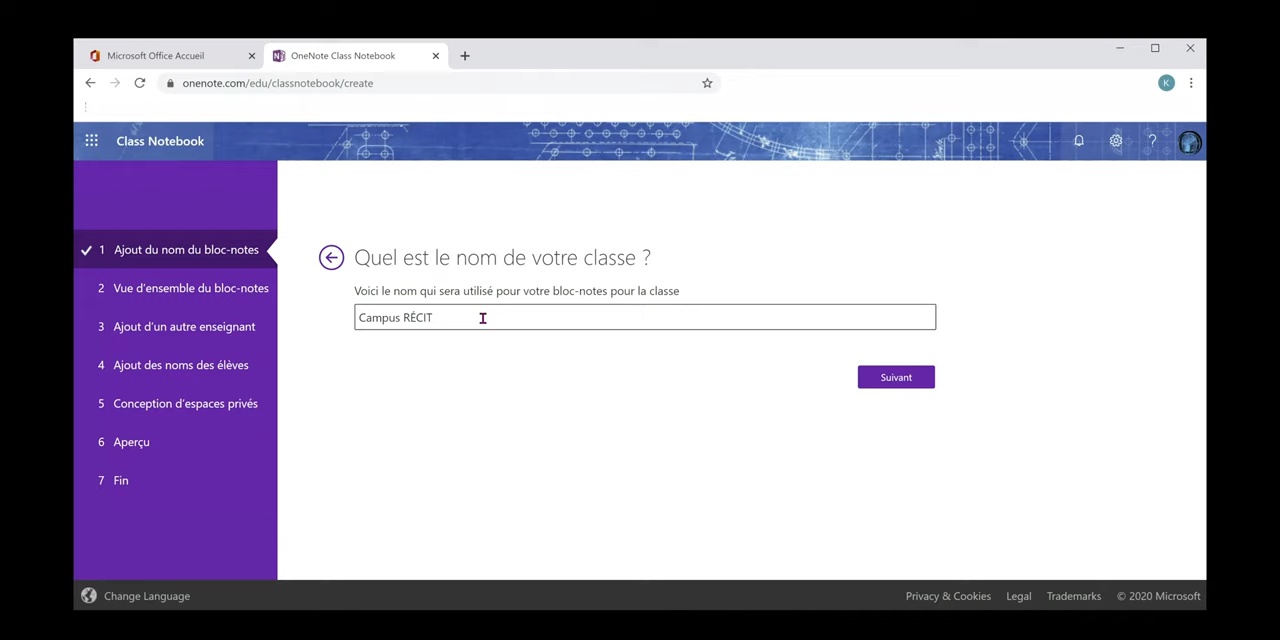 Microsoft Office Accueil
OneNote Class Notebook
onenote.com/edu/classnotebook/create
K
Class Notebook
1 Ajout du nom du bloc-notes
2 Vue d'ensemble du bloc-notes
3 Ajout d'un autre enseignant
4 Ajout des noms des élèves
5 Conception d'espaces privés
6 Aperçu
7 Fin
Quel est le nom de votre classe ?
Voici le nom qui sera utilisé pour votre bloc-notes pour la classe
Campus RÉCIT
Suivant
Change Language
Privacy & Cookies Legal Trademarks © 2020 Microsoft